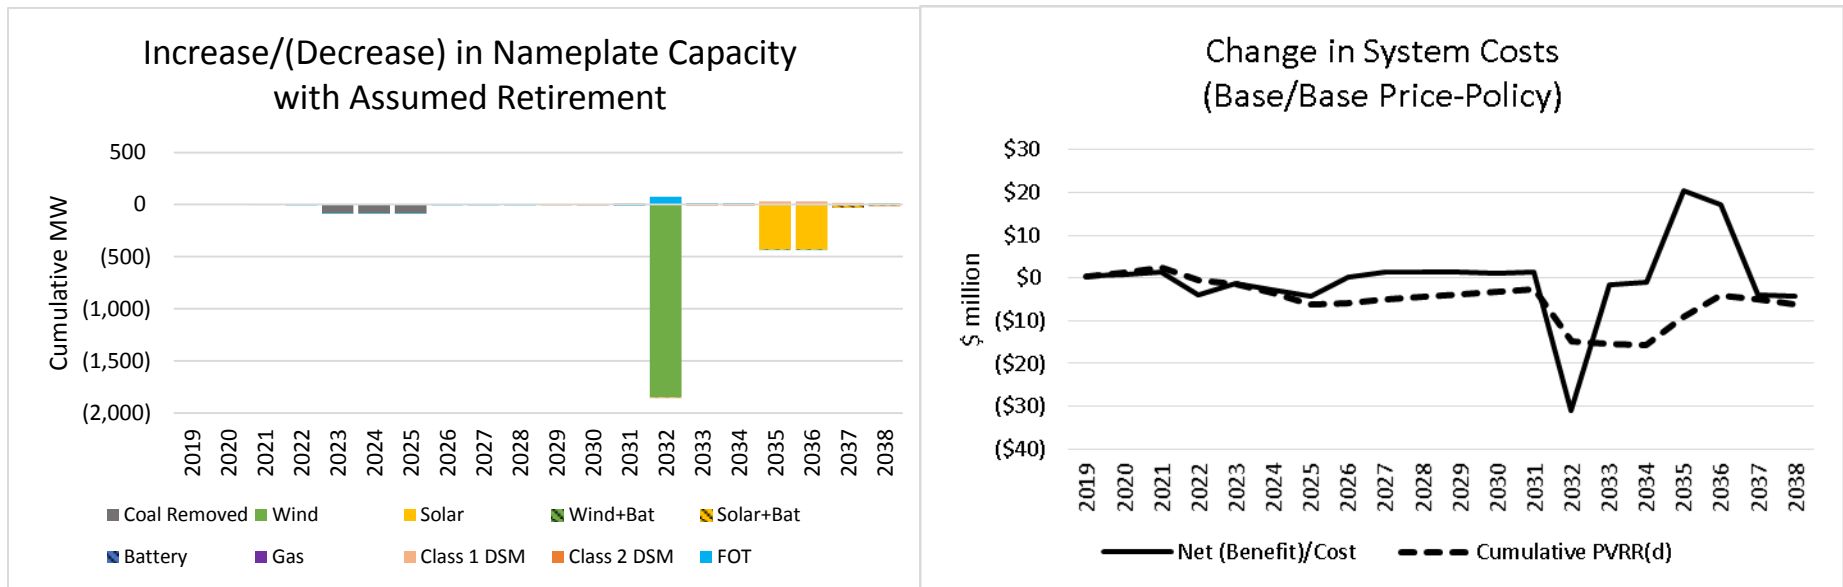 Increase/(Decrease) in Nameplate Capacity
with Assumed Retirement
Cumulative MW
500
0
(500)
(1,000)
(1,500)
(2,000)
2019 2020 2021 2022 2023 2024 2025 2026 2027 2028 2029 2030 2031 2032 2033 2034 2035 2036 2037 2038
Coal Removed Wind Solar Wind+Bat Solar+Bat
Battery Gas Class 1 DSM Class 2 DSM FOT
Change in System Costs
(Base/Base Price-Policy)
$ million
$30
$20
$10
$0
($10)
($20)
($30)
($40)
2019 2020 2021 2022 2023 2024 2025 2026 2027 2028 2029 2030 2031 2032 2033 2034 2035 2036 2037 2038
Net (Benefit)/Cost Cumulative PVRR(d)